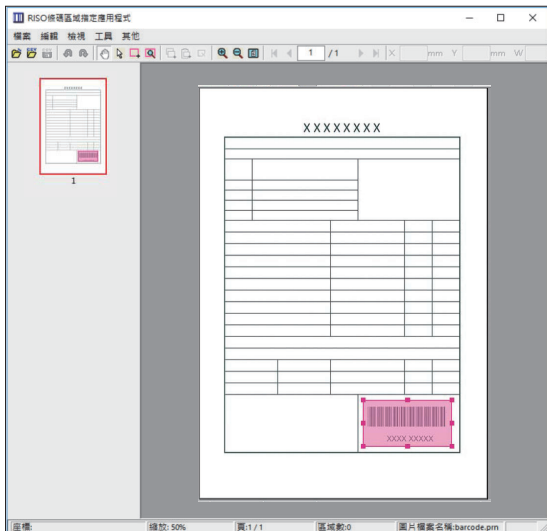 RISO條碼區域指定應用程式
檔案 編輯 檢視 工具 其他
1 /1 X mm Y mm W
1
XXXXXXXX
XXXX XXXXX
座標: 縮放: 50% 頁:1 / 1 區域數:0 圖片檔案名稱:barcode.prn